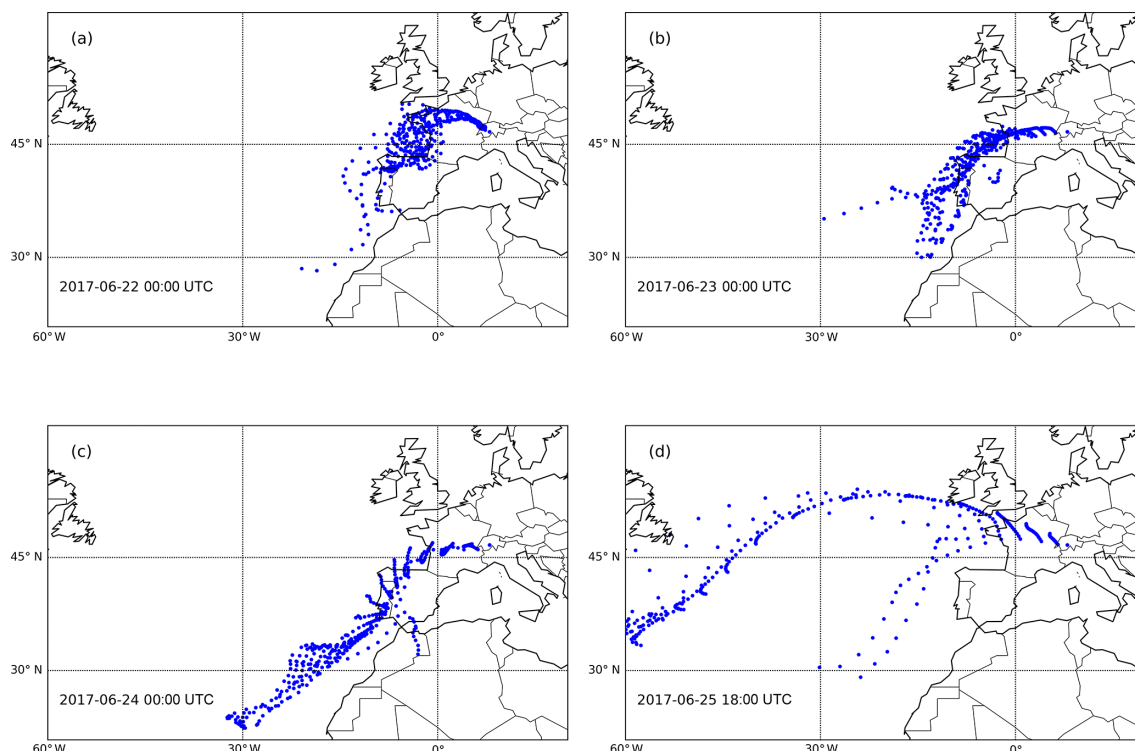 (a)
45° N
30° N
2017-06-22 00:00 UTC
60° W
30° W
0°
(b)
45° N
30° N
2017-06-23 00:00 UTC
60° W
30° W
0°
(c)
45° N
30° N
2017-06-24 00:00 UTC
60° W
30° W
0°
(d)
45° N
30° N
2017-06-25 18:00 UTC
60° W
30° W
0°